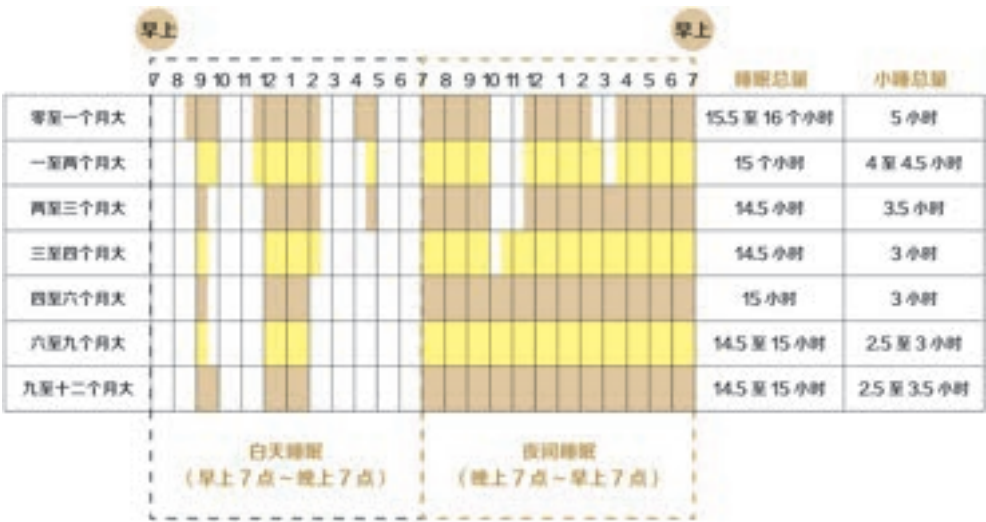 早上 早上
7 8 9 10 11 12 1 2 3 4 5 6 7 8 9 10 11 12 1 2 3 4 5 6 7 睡眠总量 小睡总量
零至一个月大 15.5 至 16 个小时 5 小时
一至两个月大 15 个小时 4 至 4.5 小时
两至三个月大 14.5 小时 3.5 小时
三至四个月大 14.5 小时 3 小时
四至六个月大 15 小时 3 小时
六至九个月大 14.5 至 15 小时 2.5 至 3 小时
九至十二个月大 14.5 至 15 小时 2.5 至 3.5 小时
白天睡眠 夜间睡眠
(早上 7 点~晚上 7 点) (晚上 7 点~早上 7 点)